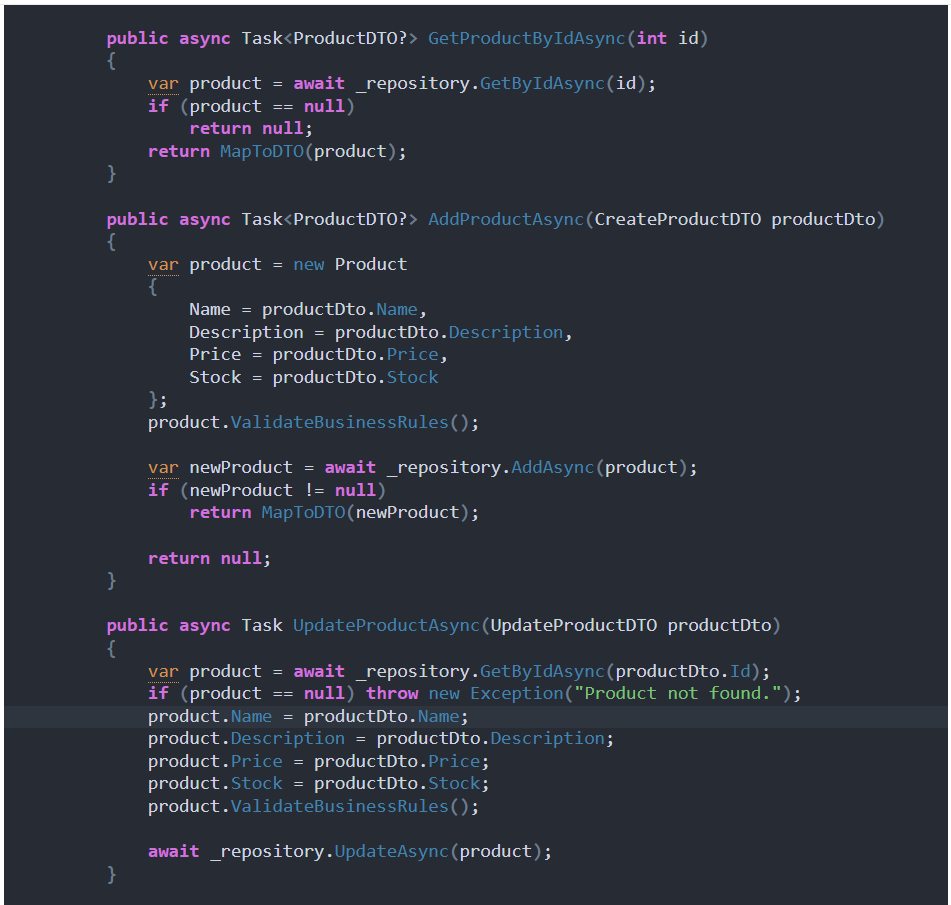 public async Task<ProductDTO?> GetProductByIdAsync(int id)
{
    var product = await _repository.GetByIdAsync(id);
    if (product == null)
        return null;
    return MapToDTO(product);
}

public async Task<ProductDTO?> AddProductAsync(CreateProductDTO productDto)
{
    var product = new Product
    {
        Name = productDto.Name,
        Description = productDto.Description,
        Price = productDto.Price,
        Stock = productDto.Stock
    };
    product.ValidateBusinessRules();

    var newProduct = await _repository.AddAsync(product);
    if (newProduct != null)
        return MapToDTO(newProduct);

    return null;
}

public async Task UpdateProductAsync(UpdateProductDTO productDto)
{
    var product = await _repository.GetByIdAsync(productDto.Id);
    if (product == null) throw new Exception("Product not found.");
    product.Name = productDto.Name;
    product.Description = productDto.Description;
    product.Price = productDto.Price;
    product.Stock = productDto.Stock;
    product.ValidateBusinessRules();

    await _repository.UpdateAsync(product);
}